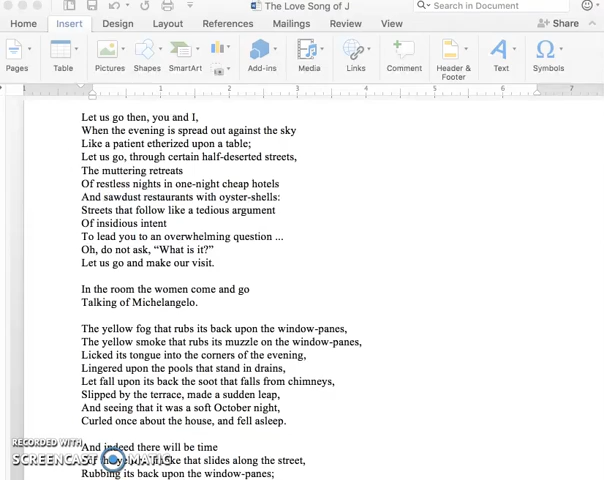 The Love Song of J
Search in Document
Home Insert Design Layout References Mailings Review View Share
Pages Table Pictures Shapes SmartArt Add-ins Media Links Comment Header & Footer Text Symbols
1 1 2 3 4 5 6 7
Let us go then, you and I,
When the evening is spread out against the sky
Like a patient etherized upon a table;
Let us go, through certain half-deserted streets,
The muttering retreats
Of restless nights in one-night cheap hotels
And sawdust restaurants with oyster-shells:
Streets that follow like a tedious argument
Of insidious intent
To lead you to an overwhelming question ...
Oh, do not ask, “What is it?”
Let us go and make our visit.
In the room the women come and go
Talking of Michelangelo.
The yellow fog that rubs its back upon the window-panes,
The yellow smoke that rubs its muzzle on the window-panes,
Licked its tongue into the corners of the evening,
Lingered upon the pools that stand in drains,
Let fall upon its back the soot that falls from chimneys,
Slipped by the terrace, made a sudden leap,
And seeing that it was a soft October night,
Curled once about the house, and fell asleep.
And indeed there will be time
that slides along the street,
Rubbing its back upon the window-panes;
RECORDED WITH
SCREENCAST MATIC